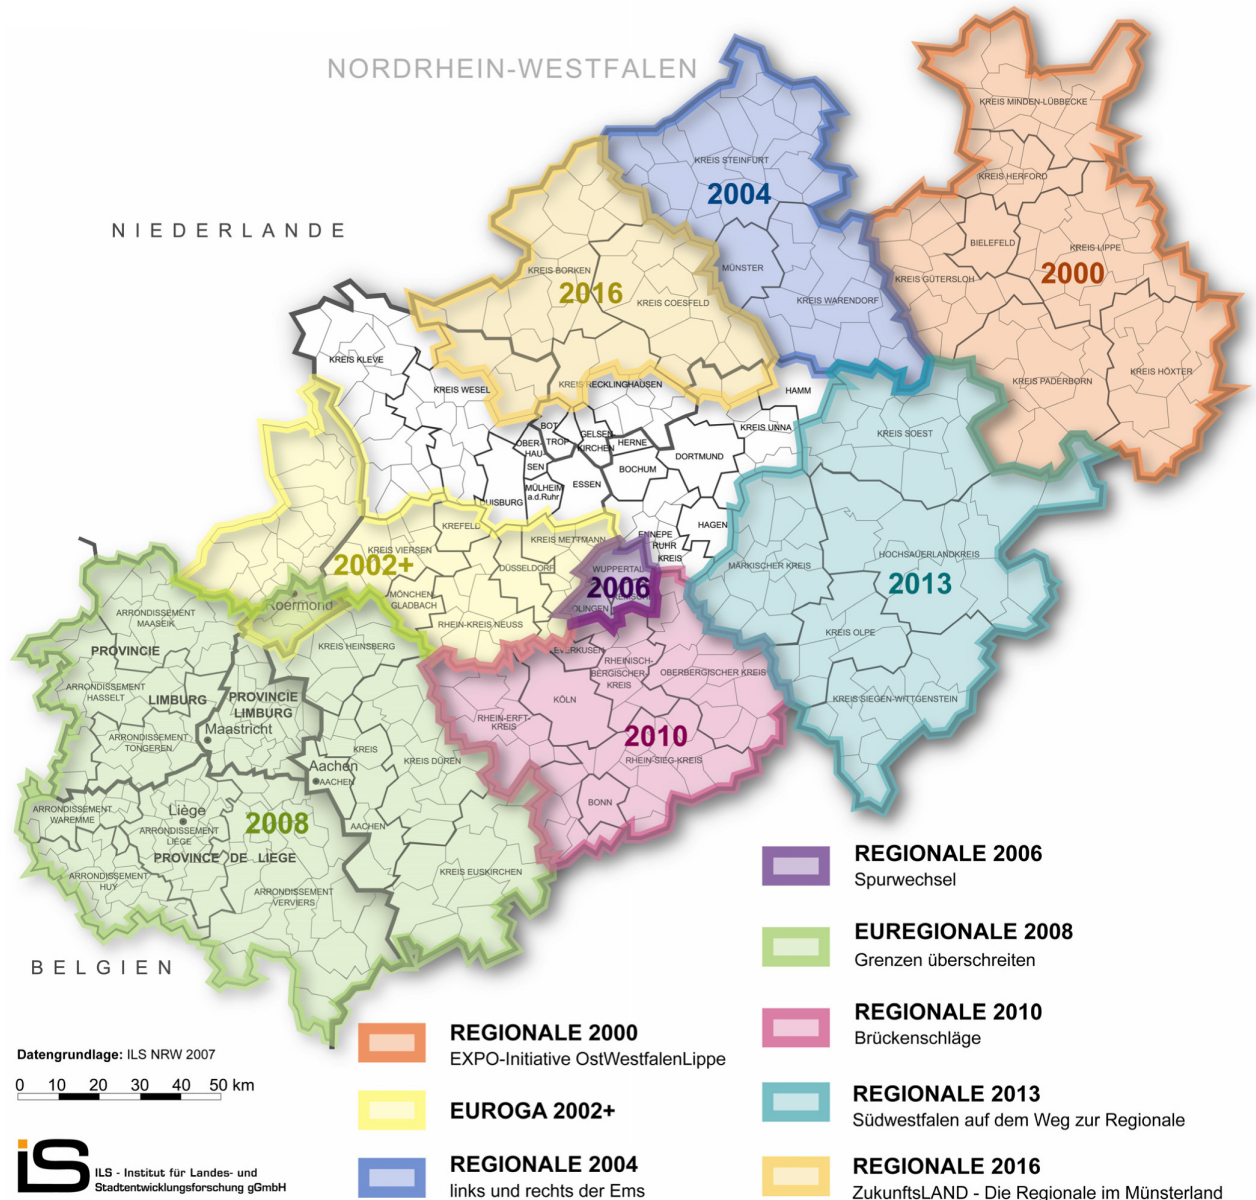 NORDRHEIN-WESTFALEN
NIEDERLANDE
BELGIEN
KREIS MINDEN-LÜBBECKE
KREIS HERFORD
BIELEFELD
KREIS LIPPE
KREIS GÜTERSLOH
2000
KREIS PADERBORN
KREIS HÖXTER
KREIS STEINFURT
2004
MÜNSTER
KREIS WARENDORF
KREIS BORKEN
2016
KREIS COESFELD
KREIS RECKLINGHAUSEN
KREIS KLEVE
KREIS WESEL
HAMM
KREIS UNNA
BOT
TROP
OBER-
HAU-
SEN
GELSEN
KIRCHEN
HERNE
BOCHUM
DORTMUND
ESSEN
MÜLHEIM
a.d.Ruhr
DUISBURG
HAGEN
ENNEPE
RUHR
KREIS
KREIS SOEST
HOCHSAUERLANDKREIS
MÄRKISCHER KREIS
2013
KREIS OLPE
KREIS SIEGEN-WITTGENSTEIN
KREFELD
KREIS VIERSEN
2002+
KREIS METTMANN
DÜSSELDORF
MÖNCHEN
GLADBACH
RHEIN-KREIS NEUSS
WUPPERTAL
2006
REMSCHEID
SOLINGEN
Roermond
LEVERKUSEN
RHEINISCH-
BERGISCHER
KREIS
OBERBERGISCHER KREIS
KÖLN
RHEIN-ERFT-
KREIS
2010
RHEIN-SIEG-KREIS
BONN
ARRONDISSEMENT
MAASEIK
PROVINCIE
LIMBURG
ARRONDISSEMENT
HASSELT
ARRONDISSEMENT
TONGEREN
PROVINCIE
LIMBURG
Maastricht
KREIS HEINSBERG
KREIS
AACHEN
Aachen
AACHEN
KREIS DÜREN
KREIS EUSKIRCHEN
ARRONDISSEMENT
WAREMME
Liège
ARRONDISSEMENT
LIÈGE
2008
PROVINCE DE LIEGE
ARRONDISSEMENT
HUY
ARRONDISSEMENT
VERVIERS
Datengrundlage: ILS NRW 2007
0 10 20 30 40 50 km
iLS
ILS - Institut für Landes- und
Stadtentwicklungsforschung gGmbH
REGIONALE 2000
EXPO-Initiative OstWestfalenLippe
EUROGA 2002+
REGIONALE 2004
links und rechts der Ems
REGIONALE 2006
Spurwechsel
EUREGIONALE 2008
Grenzen überschreiten
REGIONALE 2010
Brückenschläge
REGIONALE 2013
Südwestfalen auf dem Weg zur Regionale
REGIONALE 2016
ZukunftsLAND - Die Regionale im Münsterland